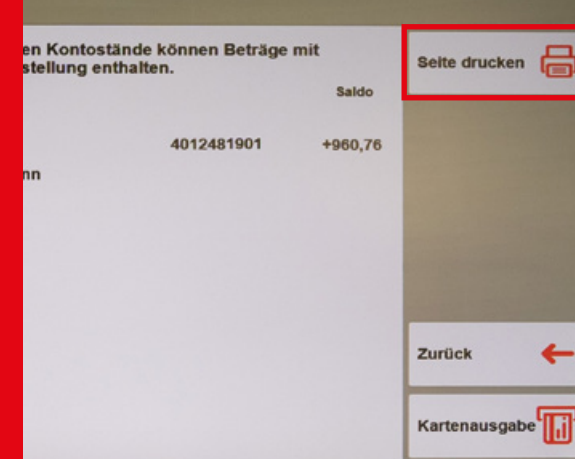 en Kontostände können Beträge mit
stellung enthalten.
Saldo
4012481901 +960,76
nn
Seite drucken
Zurück
Kartenausgabe